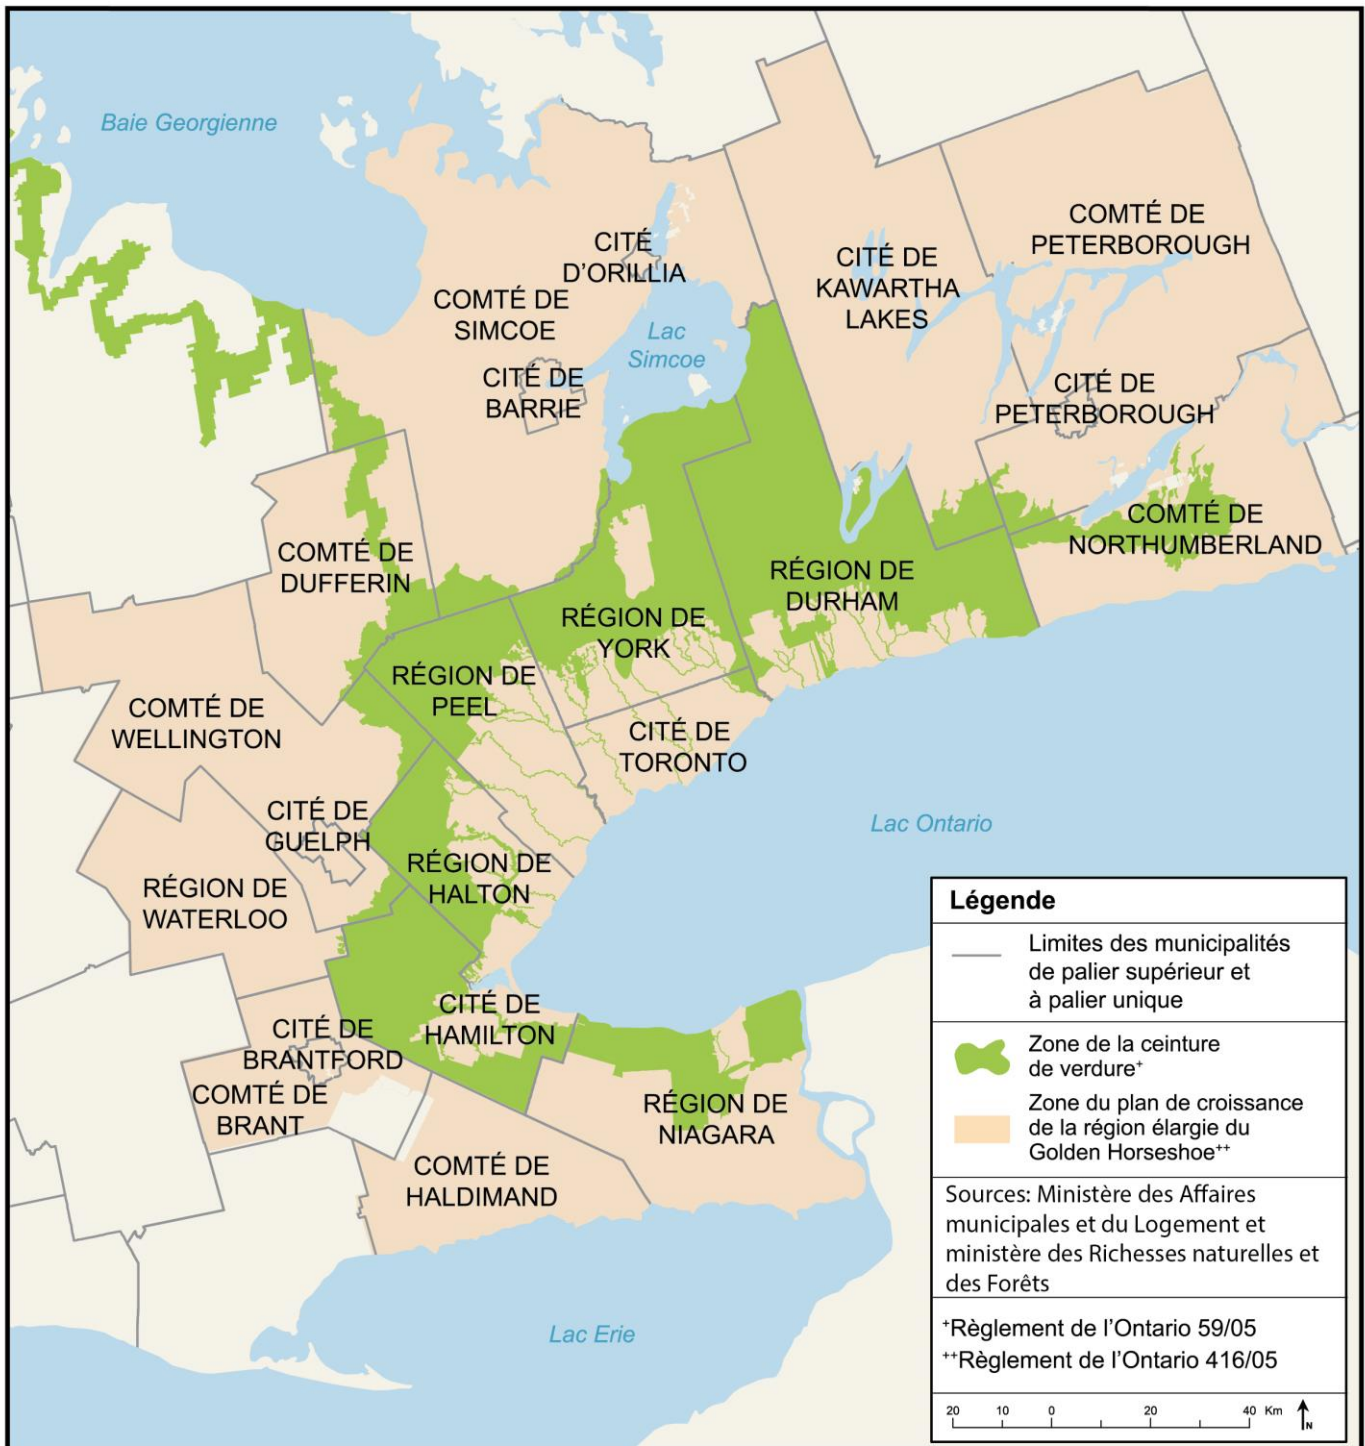 Baie Georgienne
COMTÉ DE
PETERBOROUGH
CITÉ
D'ORILLIA
CITÉ DE
KAWARTHA
LAKES
COMTÉ DE
SIMCOE
Lac
Simcoe
CITÉ DE
BARRIE
CITÉ DE
PETERBOROUGH
COMTÉ DE
NORTHUMBERLAND
COMTÉ DE
DUFFERIN
RÉGION DE
DURHAM
RÉGION DE
YORK
RÉGION DE
PEEL
COMTÉ DE
WELLINGTON
CITÉ DE
TORONTO
CITÉ DE
GUELPH
Lac Ontario
RÉGION DE
HALTON
RÉGION DE
WATERLOO
CITÉ DE
HAMILTON
CITÉ DE
BRANTFORD
COMTÉ DE
BRANT
RÉGION DE
NIAGARA
COMTÉ DE
HALDIMAND
Lac Erie
Légende
Limites des municipalités
de palier supérieur et
à palier unique
Zone de la ceinture
de verdure+
Zone du plan de croissance
de la région élargie du
Golden Horseshoe++
Sources: Ministère des Affaires
municipales et du Logement et
ministère des Richesses naturelles et
des Forêts
+Règlement de l'Ontario 59/05
++Règlement de l'Ontario 416/05
20 10 0 20 40 Km
N